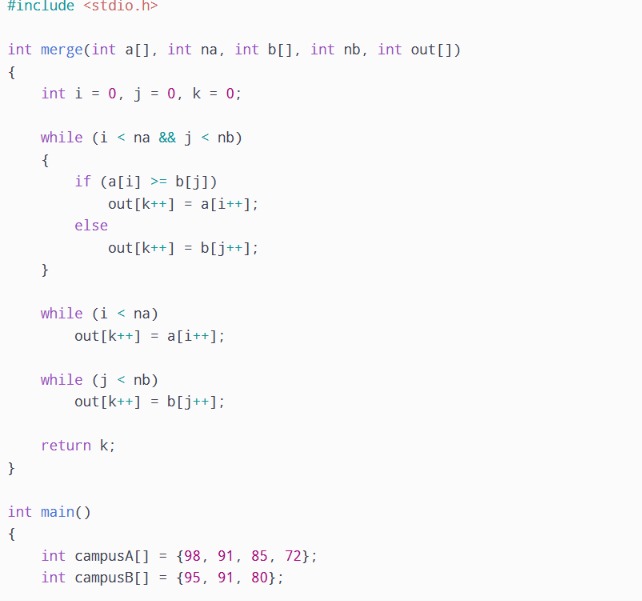 #include <stdio.h>

int merge(int a[], int na, int b[], int nb, int out[])
{
    int i = 0, j = 0, k = 0;

    while (i < na && j < nb)
    {
        if (a[i] >= b[j])
            out[k++] = a[i++];
        else
            out[k++] = b[j++];
    }

    while (i < na)
        out[k++] = a[i++];

    while (j < nb)
        out[k++] = b[j++];

    return k;
}

int main()
{
    int campusA[] = {98, 91, 85, 72};
    int campusB[] = {95, 91, 80};